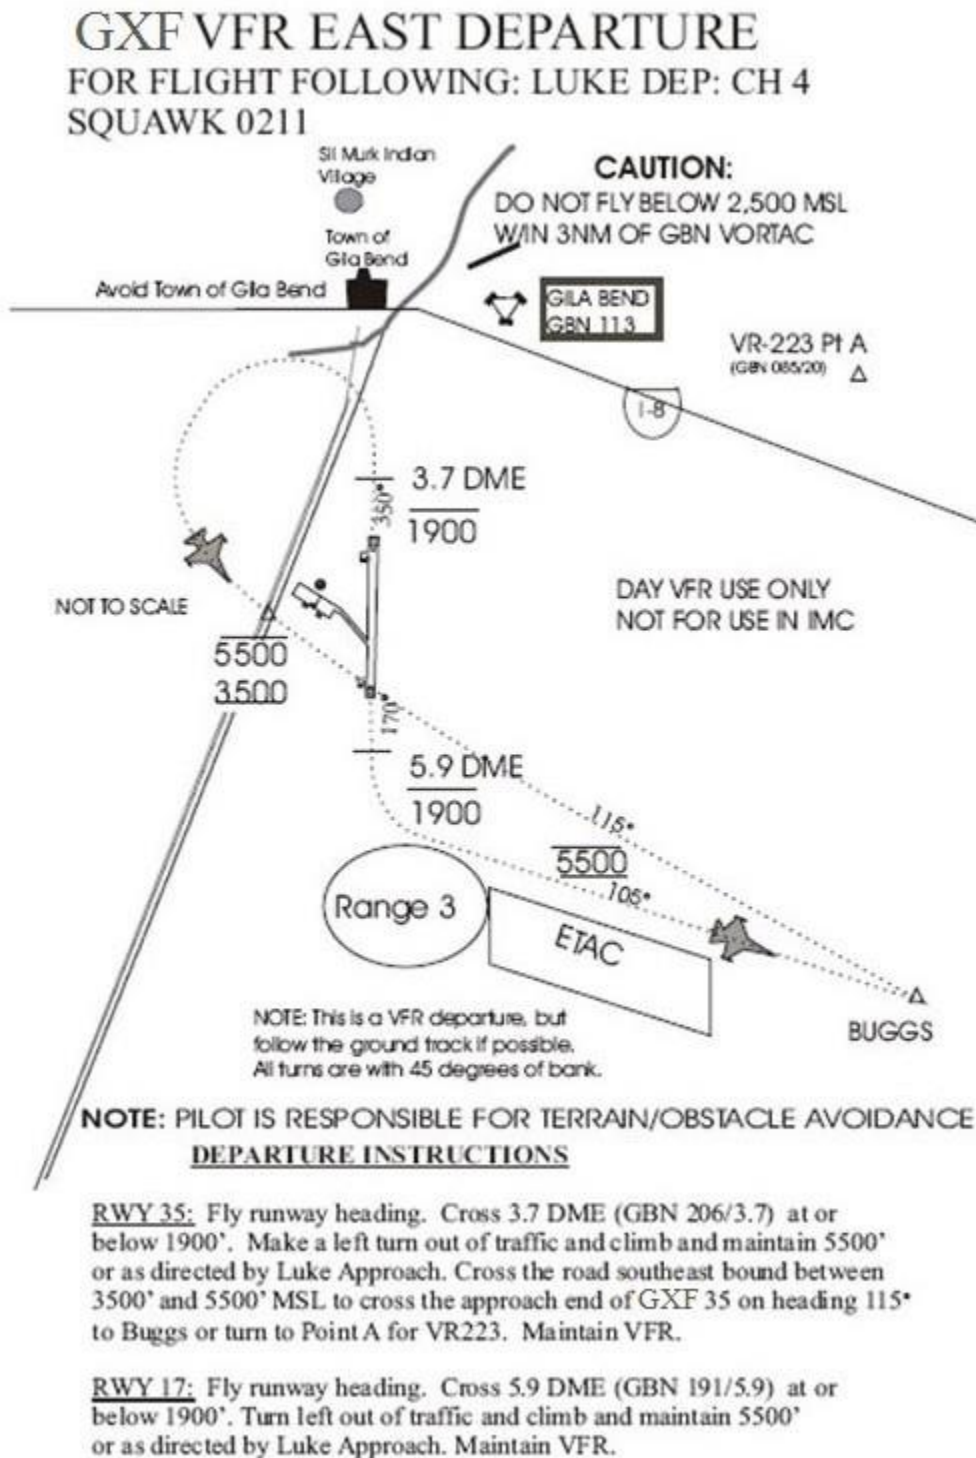 GXF VFR EAST DEPARTURE
FOR FLIGHT FOLLOWING: LUKE DEP: CH 4
SQUAWK 0211
Sil Murk Indian
Village
CAUTION:
DO NOT FLY BELOW 2,500 MSL
W/IN 3NM OF GBN VORTAC
Town of
Gila Bend
Avoid Town of Gila Bend
GILA BEND
GBN 113
VR-223 Pt A
(GBN 085/20)
I-8
3.7 DME
350°
1900
DAY VFR USE ONLY
NOT FOR USE IN IMC
NOT TO SCALE
5500
3500
170°
5.9 DME
1900
115°
5500
105°
Range 3
ETAC
BUGGS
NOTE: This is a VFR departure, but
follow the ground track if possible.
All turns are with 45 degrees of bank.
NOTE: PILOT IS RESPONSIBLE FOR TERRAIN/OBSTACLE AVOIDANCE
DEPARTURE INSTRUCTIONS
RWY 35: Fly runway heading. Cross 3.7 DME (GBN 206/3.7) at or
below 1900’. Make a left turn out of traffic and climb and maintain 5500’
or as directed by Luke Approach. Cross the road southeast bound between
3500’ and 5500’ MSL to cross the approach end of GXF 35 on heading 115°
to Buggs or turn to Point A for VR223. Maintain VFR.
RWY 17: Fly runway heading. Cross 5.9 DME (GBN 191/5.9) at or
below 1900’. Turn left out of traffic and climb and maintain 5500’
or as directed by Luke Approach. Maintain VFR.